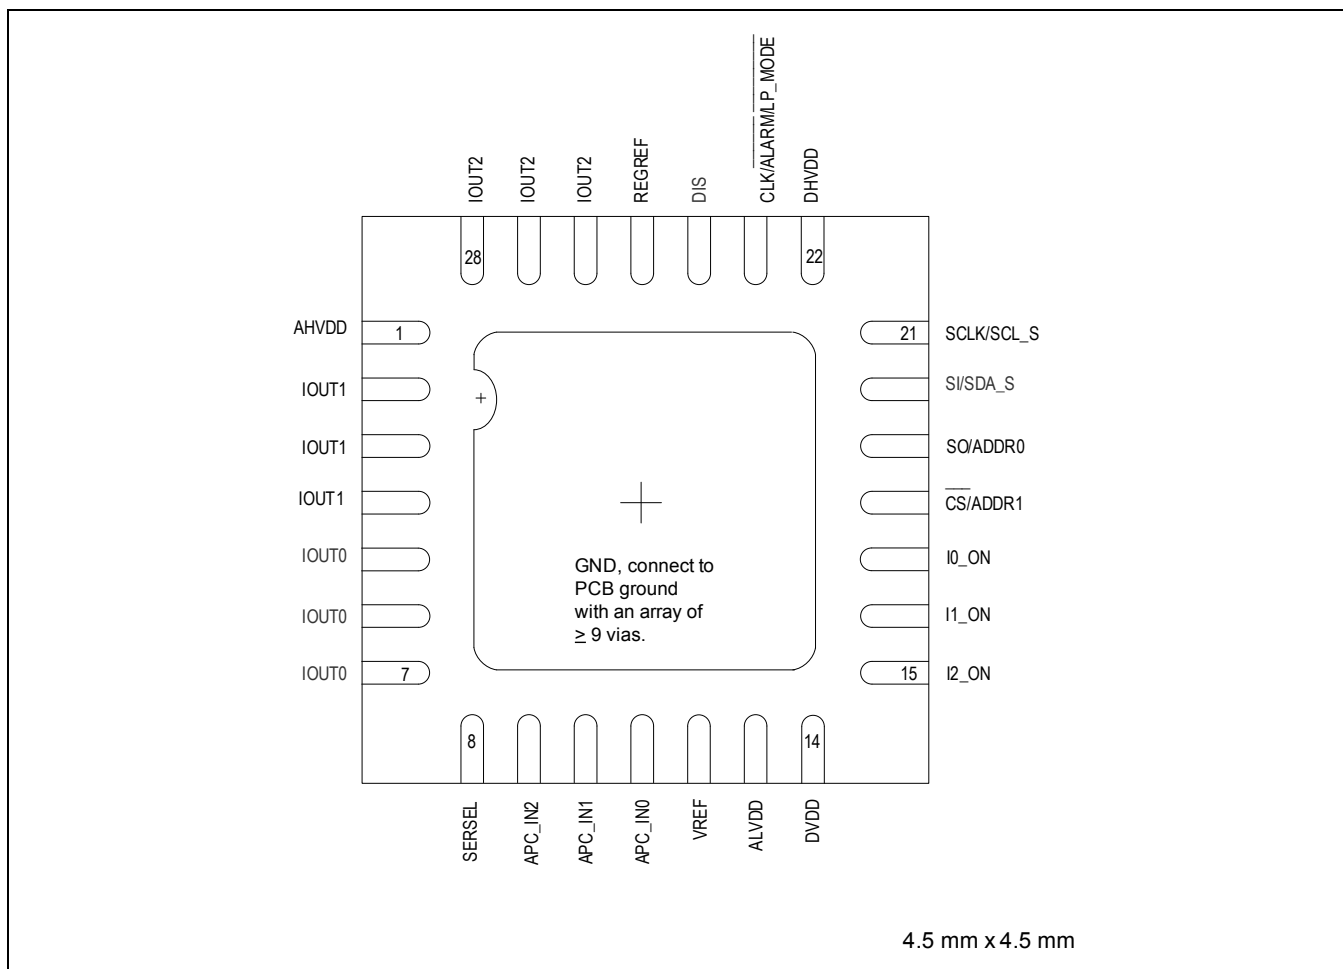 IOUT2
IOUT2
IOUT2
REGREF
DIS
CLK/ALARM/LP_MODE
DHVDD
28
22
AHVDD
1
21
SCLK/SCL_S
IOUT1
SI/SDA_S
IOUT1
SO/ADDR0
IOUT1
CS/ADDR1
IOUT0
I0_ON
IOUT0
I1_ON
IOUT0
7
15
I2_ON
GND, connect to
PCB ground
with an array of
≥ 9 vias.
8
14
SERSEL
APC_IN2
APC_IN1
APC_IN0
VREF
ALVDD
DVDD
4.5 mm x 4.5 mm